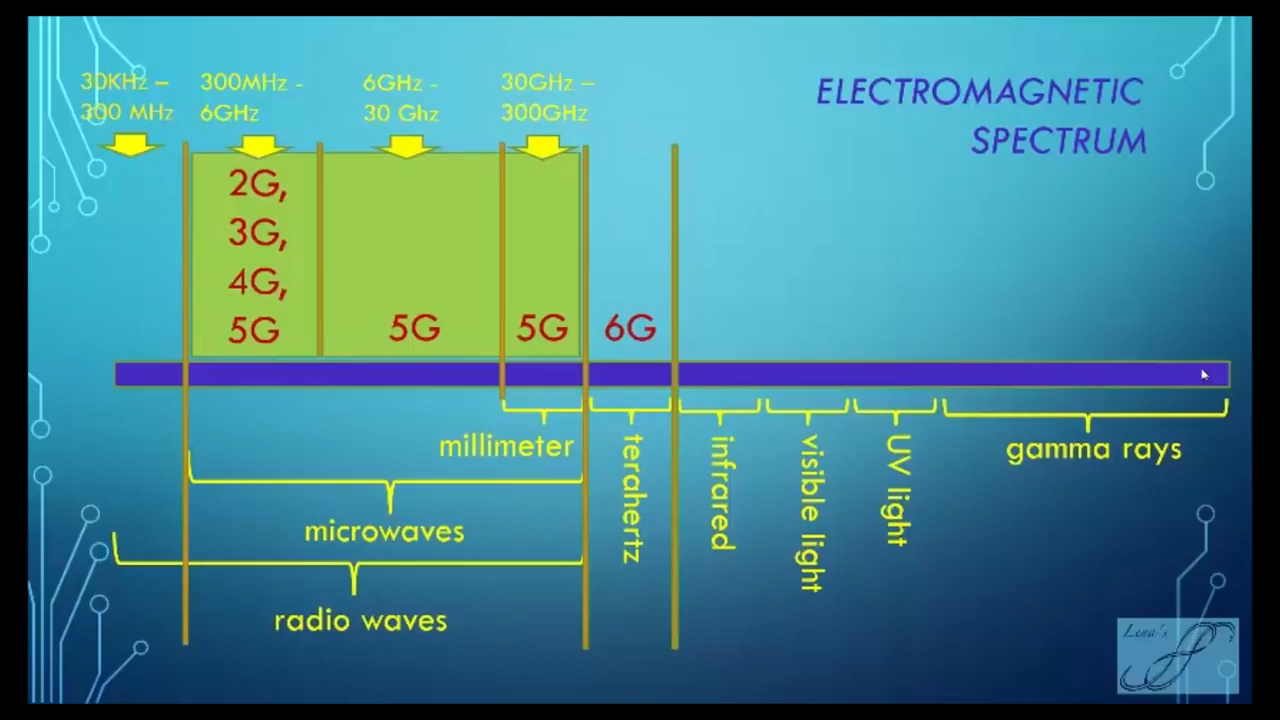 ELECTROMAGNETIC
SPECTRUM
30KHz –
300 MHz
300MHz -
6GHz
6GHz -
30 Ghz
30GHz –
300GHz
2G,
3G,
4G,
5G
5G
5G
6G
millimeter
terahertz
infrared
visible light
UV light
gamma rays
microwaves
radio waves
Lena's